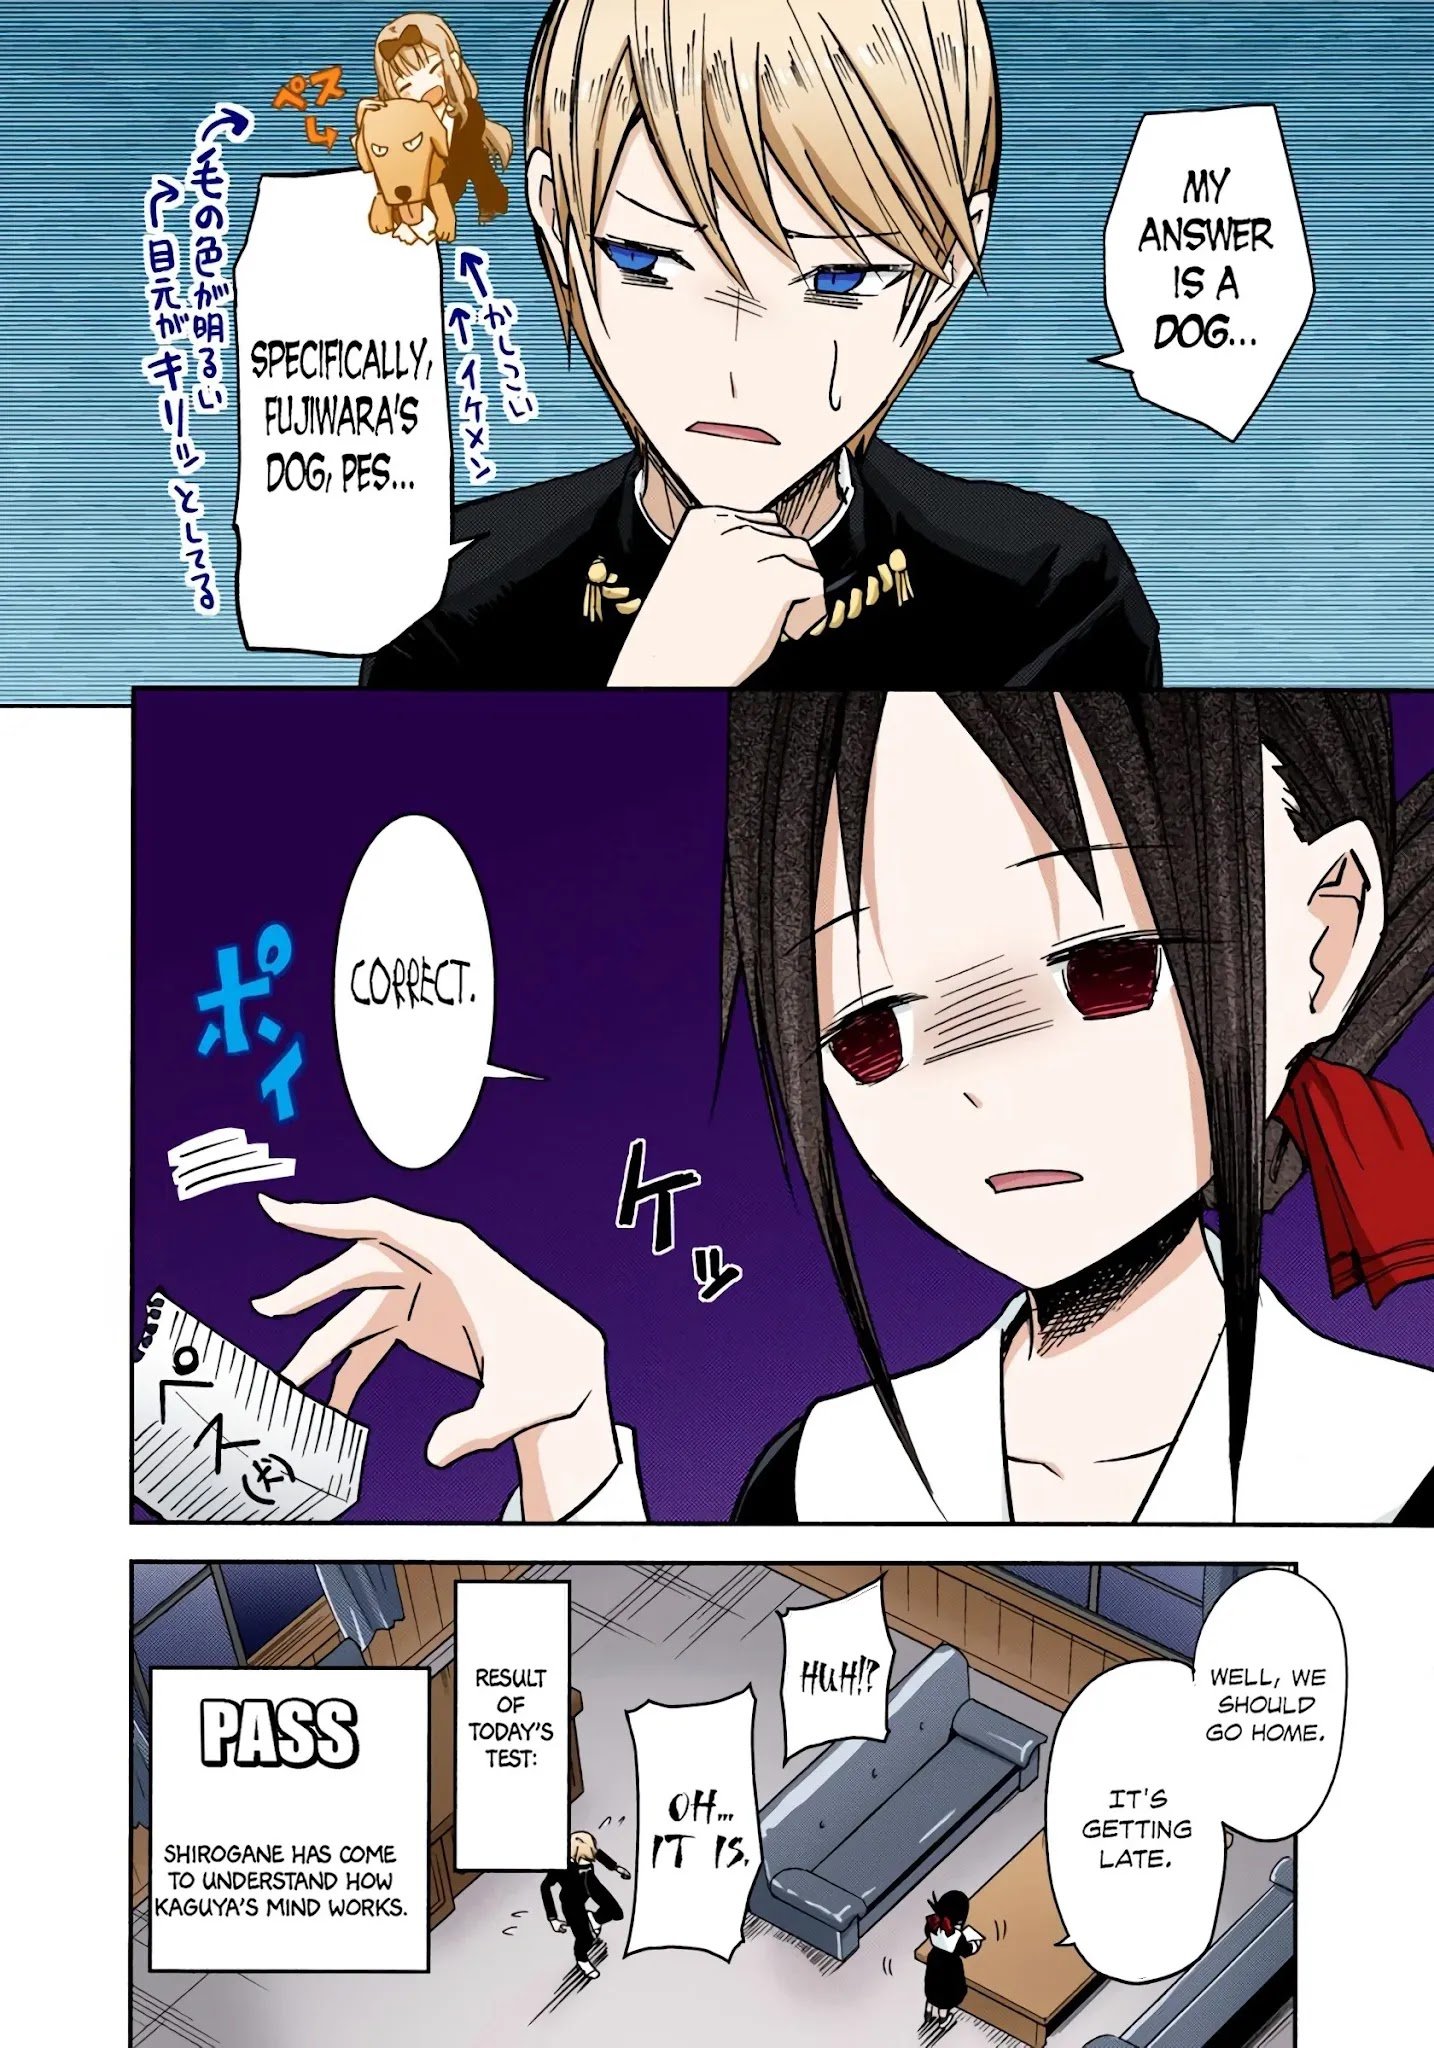 MY
ANSWER
IS A
DOG...
ペス
毛の色が明るい
目元がキリッとしてる
かしこい
イケメン
SPECIFICALLY,
FUJIWARA'S
DOG, PES...
CORRECT.
ポイ
ケッ
ペス(ギ)
WELL, WE
SHOULD
GO HOME.
IT'S
GETTING
LATE.
HUH!?
OH...
IT IS.
RESULT
OF
TODAY'S
TEST:
PASS
SHIROGANE HAS COME
TO UNDERSTAND HOW
KAGUYA'S MIND WORKS.